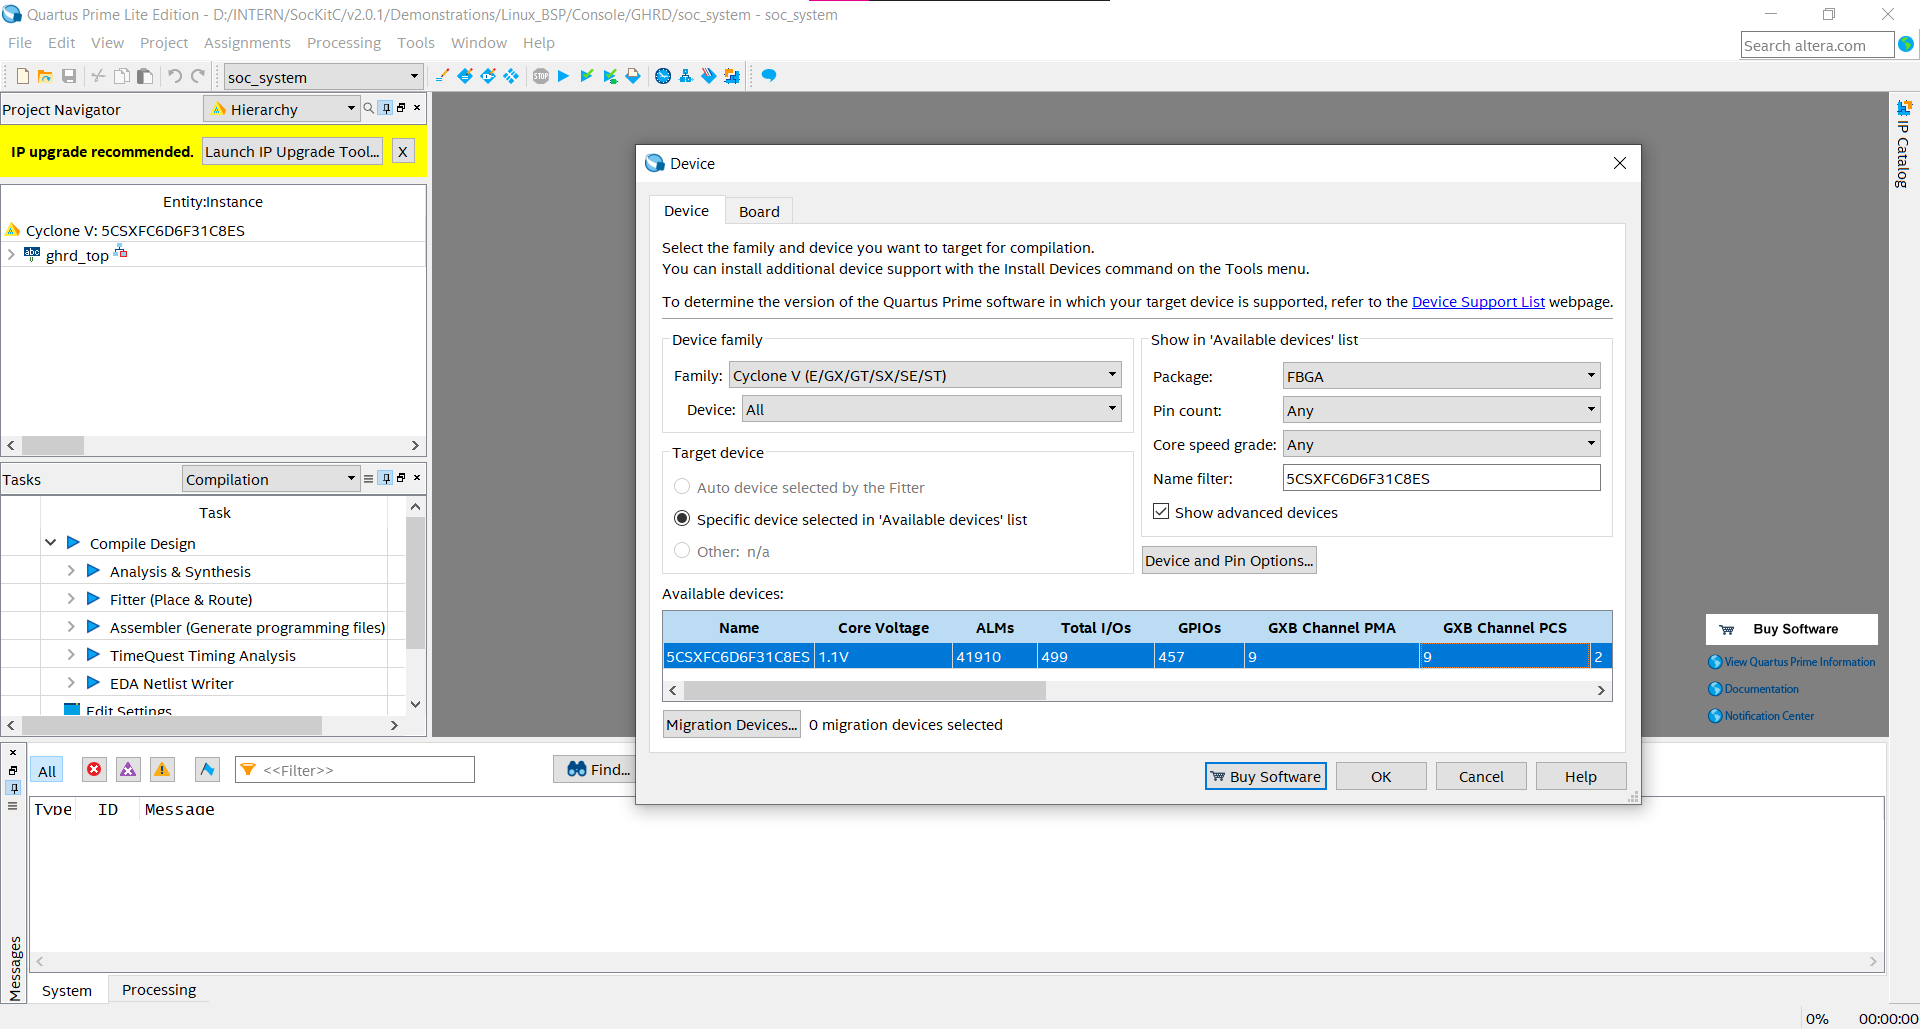 Quartus Prime Lite Edition - D:/INTERN/SocKitC/v2.0.1/Demonstrations/Linux_BSP/Console/GHRD/soc_system - soc_system
File Edit View Project Assignments Processing Tools Window Help
Search altera.com
soc_system
Project Navigator
Hierarchy
IP upgrade recommended.
Launch IP Upgrade Tool...
X
Entity:Instance
Cyclone V: 5CSXFC6D6F31C8ES
abc
ghrd_top
Tasks
Compilation
Task
Compile Design
Analysis & Synthesis
Fitter (Place & Route)
Assembler (Generate programming files)
TimeQuest Timing Analysis
EDA Netlist Writer
Edit Settings
Device
Device Board
Select the family and device you want to target for compilation.
You can install additional device support with the Install Devices command on the Tools menu.
To determine the version of the Quartus Prime software in which your target device is supported, refer to the Device Support List webpage.
Device family
Family: Cyclone V (E/GX/GT/SX/SE/ST)
Device: All
Target device
Auto device selected by the Fitter
Specific device selected in 'Available devices' list
Other: n/a
Show in 'Available devices' list
Package: FBGA
Pin count: Any
Core speed grade: Any
Name filter: 5CSXFC6D6F31C8ES
Show advanced devices
Device and Pin Options...
Available devices:
Name Core Voltage ALMs Total I/Os GPIOs GXB Channel PMA GXB Channel PCS
5CSXFC6D6F31C8ES 1.1V 41910 499 457 9 9 2
Migration Devices... 0 migration devices selected
Buy Software OK Cancel Help
IP Catalog
Buy Software
View Quartus Prime Information
Documentation
Notification Center
All
<<Filter>>
Find...
Type ID Message
Messages
System Processing
0% 00:00:00